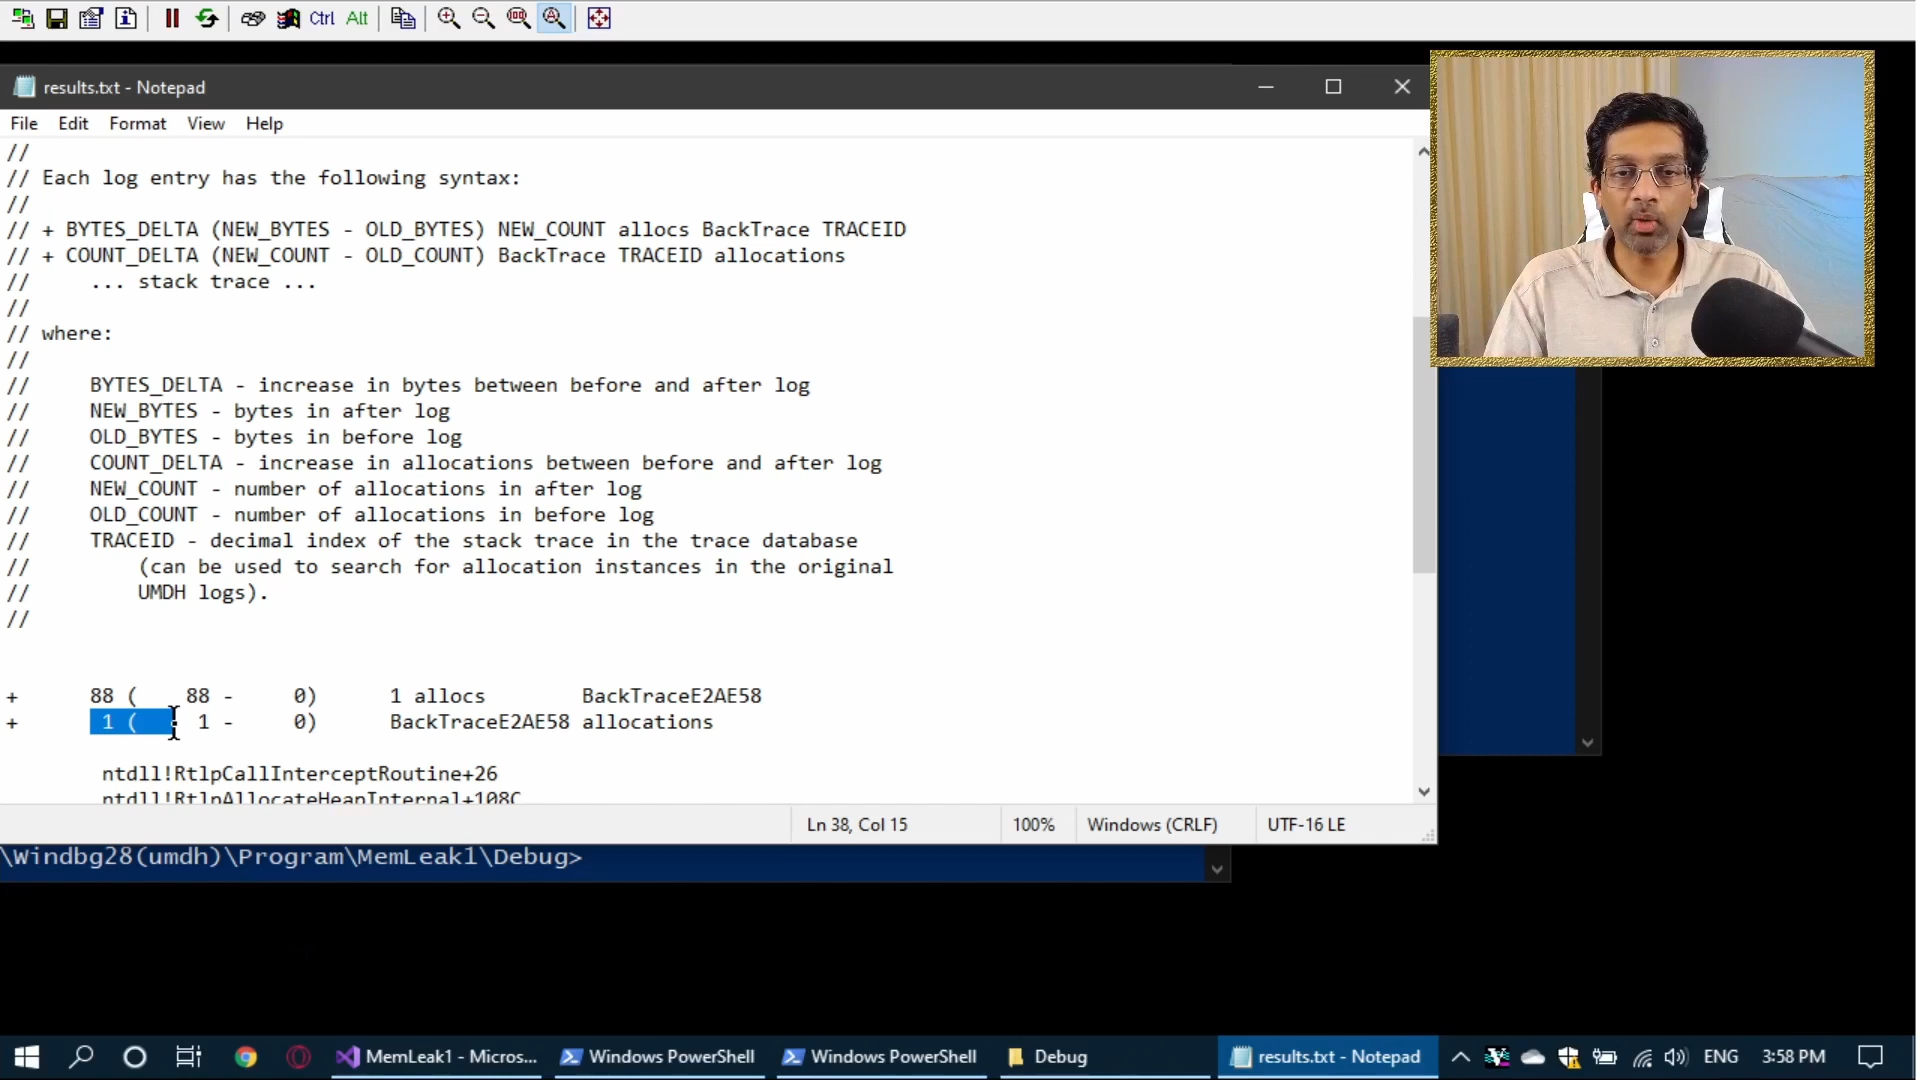 Ctrl Alt
results.txt - Notepad
File Edit Format View Help
//
// Each log entry has the following syntax:
//
// + BYTES_DELTA (NEW_BYTES - OLD_BYTES) NEW_COUNT allocs BackTrace TRACEID
// + COUNT_DELTA (NEW_COUNT - OLD_COUNT) BackTrace TRACEID allocations
// ... stack trace ...
//
// where:
//
// BYTES_DELTA - increase in bytes between before and after log
// NEW_BYTES - bytes in after log
// OLD_BYTES - bytes in before log
// COUNT_DELTA - increase in allocations between before and after log
// NEW_COUNT - number of allocations in after log
// OLD_COUNT - number of allocations in before log
// TRACEID - decimal index of the stack trace in the trace database
// (can be used to search for allocation instances in the original
// UMDH logs).
//
+ 88 ( 88 - 0) 1 allocs BackTraceE2AE58
+ 1 ( 1 - 0) BackTraceE2AE58 allocations
ntdll!RtlpCallInterceptRoutine+26
ntdll!RtlpAllocateHeapInternal+108C
Ln 38, Col 15 100% Windows (CRLF) UTF-16 LE
\Windbg28(umdh)\Program\MemLeak1\Debug>
MemLeak1 - Micros... Windows PowerShell Windows PowerShell Debug results.txt - Notepad ENG 3:58 PM